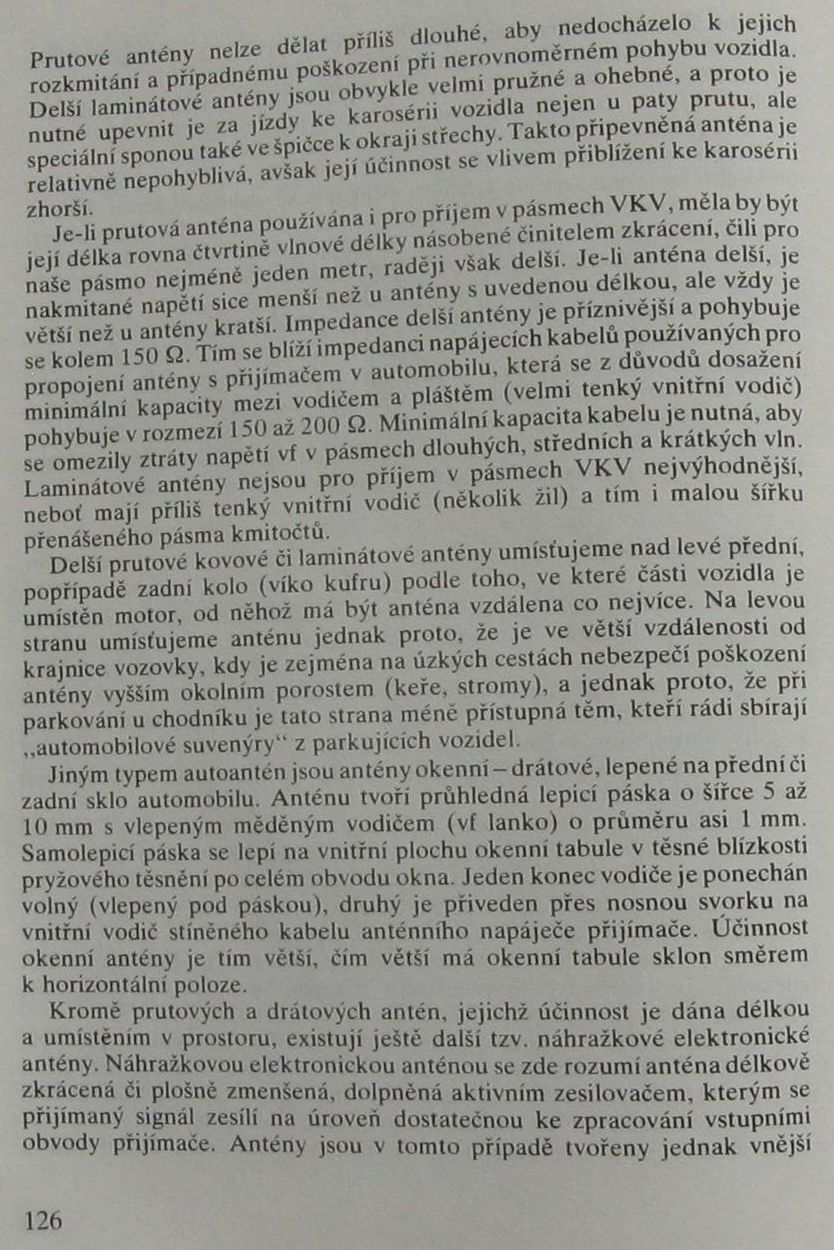 Prutové antény nelze dělat příliš dlouhé, aby nedocházelo k jejich
rozkmitání a případnému poškození při nerovnoměrném pohybu vozidla.
Delší laminátové antény jsou obvykle velmi pružné a ohebné, a proto je
nutné upevnit je za jízdy ke karosérii vozidla nejen u paty prutu, ale
speciální sponou také ve špičce k okraji střechy. Takto připevněná anténa je
relativně nepohyblivá, avšak její účinnost se vlivem přiblížení ke karosérii
zhorší.
Je-li prutová anténa používána i pro příjem v pásmech VKV, měla by být
její délka rovna čtvrtině vlnové délky násobené činitelem zkrácení, čili pro
naše pásmo nejméně jeden metr, raději však delší. Je-li anténa delší, je
nakmitané napětí sice menší než u antény s uvedenou délkou, ale vždy je
větší než u antény kratší. Impedance delší antény je příznivější a pohybuje
se kolem 150 Ω. Tím se blíží impedanci napájecích kabelů používaných pro
propojení antény s přijímačem v automobilu, která se z důvodů dosažení
minimální kapacity mezi vodičem a pláštěm (velmi tenký vnitřní vodič)
pohybuje v rozmezí 150 až 200 Ω. Minimální kapacita kabelu je nutná, aby
se omezily ztráty napětí vf v pásmech dlouhých, středních a krátkých vln.
Laminátové antény nejsou pro příjem v pásmech VKV nejvýhodnější,
neboť mají příliš tenký vnitřní vodič (několik žil) a tím i malou šířku
přenášeného pásma kmitočtů.
Delší prutové kovové či laminátové antény umísťujeme nad levé přední,
popřípadě zadní kolo (víko kufru) podle toho, ve které části vozidla je
umístěn motor, od něhož má být anténa vzdálena co nejvíce. Na levou
stranu umísťujeme anténu jednak proto, že je ve větší vzdálenosti od
krajnice vozovky, kdy je zejména na úzkých cestách nebezpečí poškození
antény vyšším okolním porostem (keře, stromy), a jednak proto, že při
parkování u chodníku je tato strana méně přístupná těm, kteří rádi sbírají
„automobilové suvenýry“ z parkujících vozidel.
Jiným typem autoantén jsou antény okenní – drátové, lepené na přední či
zadní sklo automobilu. Anténu tvoří průhledná lepicí páska o šířce 5 až
10 mm s vlepeným měděným vodičem (vf lanko) o průměru asi 1 mm.
Samolepicí páska se lepí na vnitřní plochu okenní tabule v těsné blízkosti
pryžového těsnění po celém obvodu okna. Jeden konec vodiče je ponechán
volný (vlepený pod páskou), druhý je přiveden přes nosnou svorku na
vnitřní vodič stíněného kabelu anténního napáječe přijímače. Účinnost
okenní antény je tím větší, čím větší má okenní tabule sklon směrem
k horizontální poloze.
Kromě prutových a drátových antén, jejichž účinnost je dána délkou
a umístěním v prostoru, existují ještě další tzv. náhražkové elektronické
antény. Náhražkovou elektronickou anténou se zde rozumí anténa délkově
zkrácená či plošně zmenšená, dolpněná aktivním zesilovačem, kterým se
přijímaný signál zesílí na úroveň dostatečnou ke zpracování vstupními
obvody přijímače. Antény jsou v tomto případě tvořeny jednak vnější
126